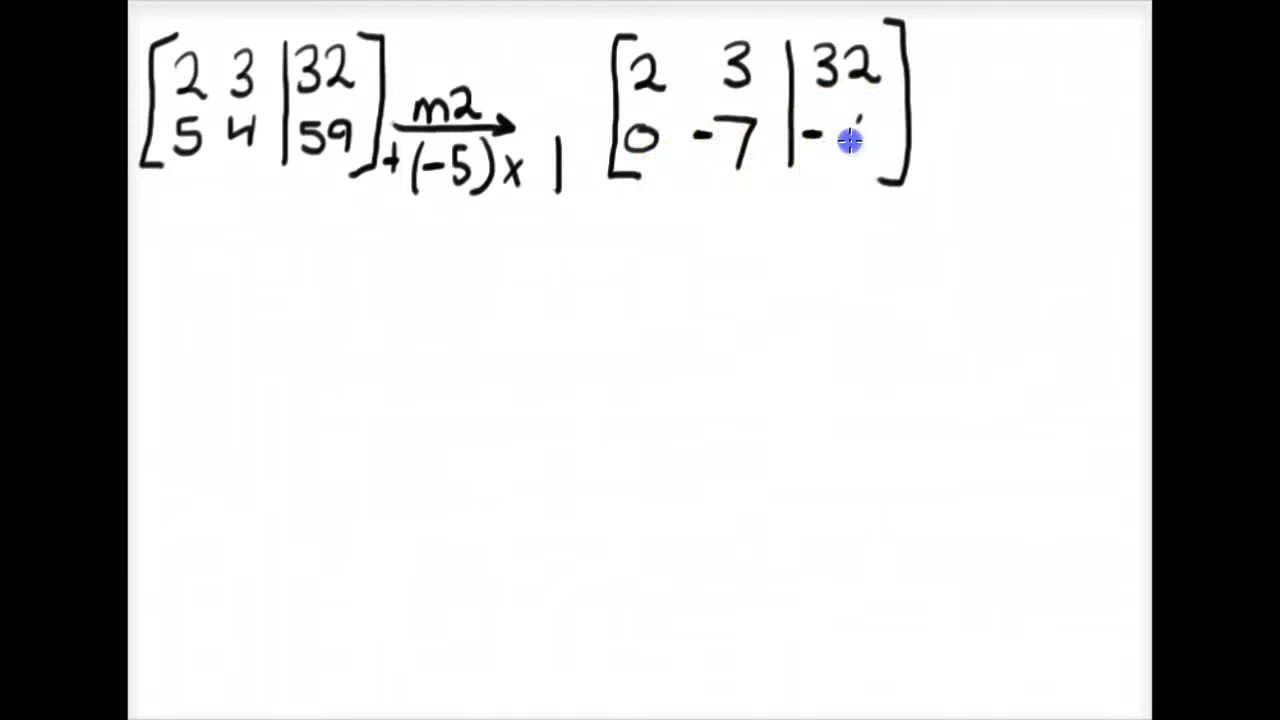 [2 3 | 32] m2 [2 3 | 32]
[5 4 | 59] +(-5) x 1 [0 -7 | -